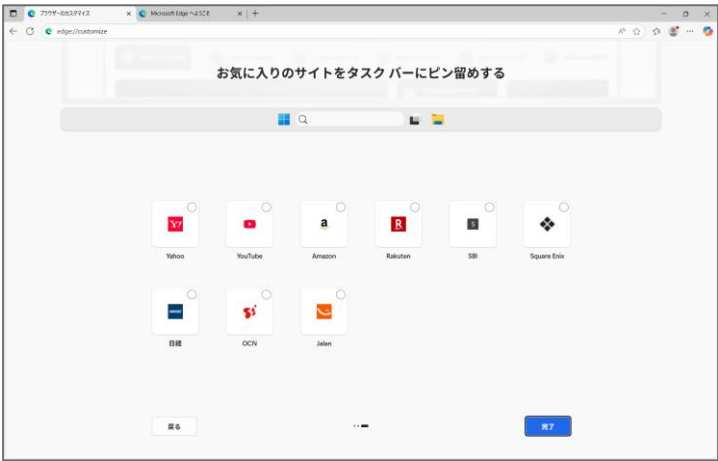 ブラウザーのカスタマイズ
Microsoft Edge へようこそ
edge://customize
お気に入りのサイトをタスク バーにピン留めする
Yahoo
YouTube
Amazon
Rakuten
SBI
Square Enix
日経
OCN
Jalan
戻る
完了